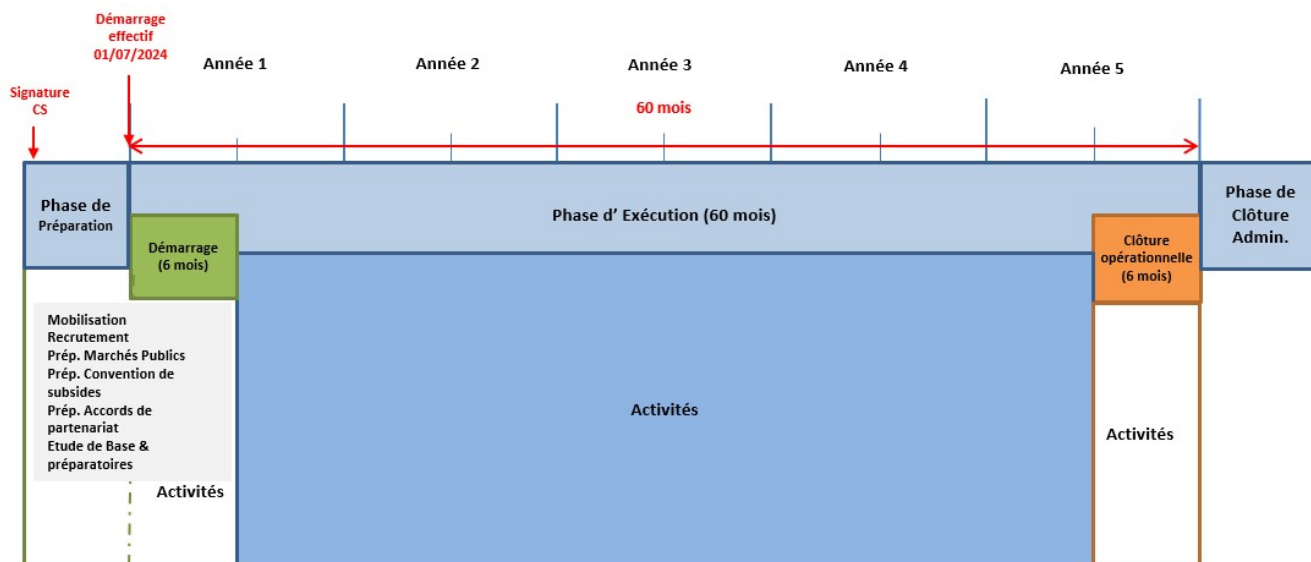 Démarrage
effectif
01/07/2024
Signature
CS
Année 1
Année 2
Année 3
Année 4
Année 5
60 mois
Phase de
Préparation
Phase d’ Exécution (60 mois)
Phase de
Clôture
Admin.
Démarrage
(6 mois)
Clôture
opérationnelle
(6 mois)
Mobilisation
Recrutement
Prép. Marchés Publics
Prép. Convention de
subsides
Prép. Accords de
partenariat
Etude de Base &
préparatoires
Activités
Activités
Activités